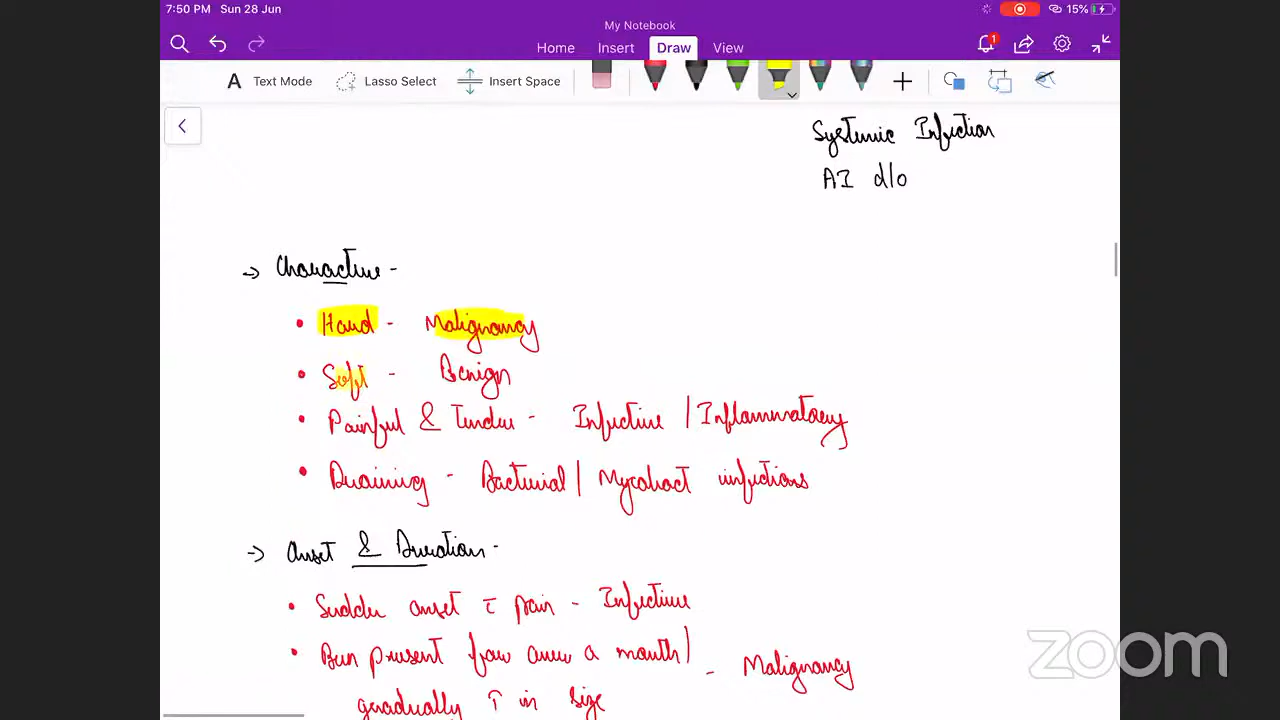 7:50 PM Sun 28 Jun
15%
My Notebook
Home Insert Draw View
1
A Text Mode Lasso Select Insert Space
Systemic Infection
AI d/o
→ Character -
• Hard - Malignancy
• Soft - Benign
• Painful & Tender - Infective / Inflammatory
• Draining - Bacterial / Mycobact infections
→ Onset & Duration -
• Sudden onset c̄ pain - Infective
• Been present for over a month /
- Malignancy
gradually ↑ in size
zoom